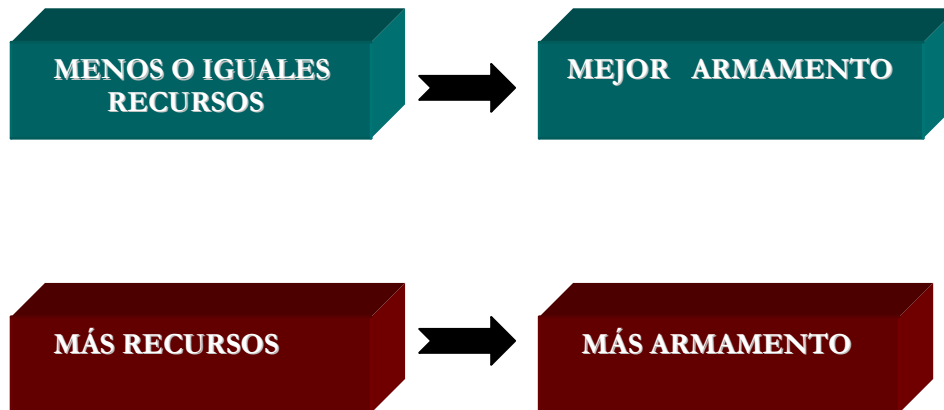 MENOS O IGUALES
RECURSOS
MEJOR ARMAMENTO
MÁS RECURSOS
MÁS ARMAMENTO